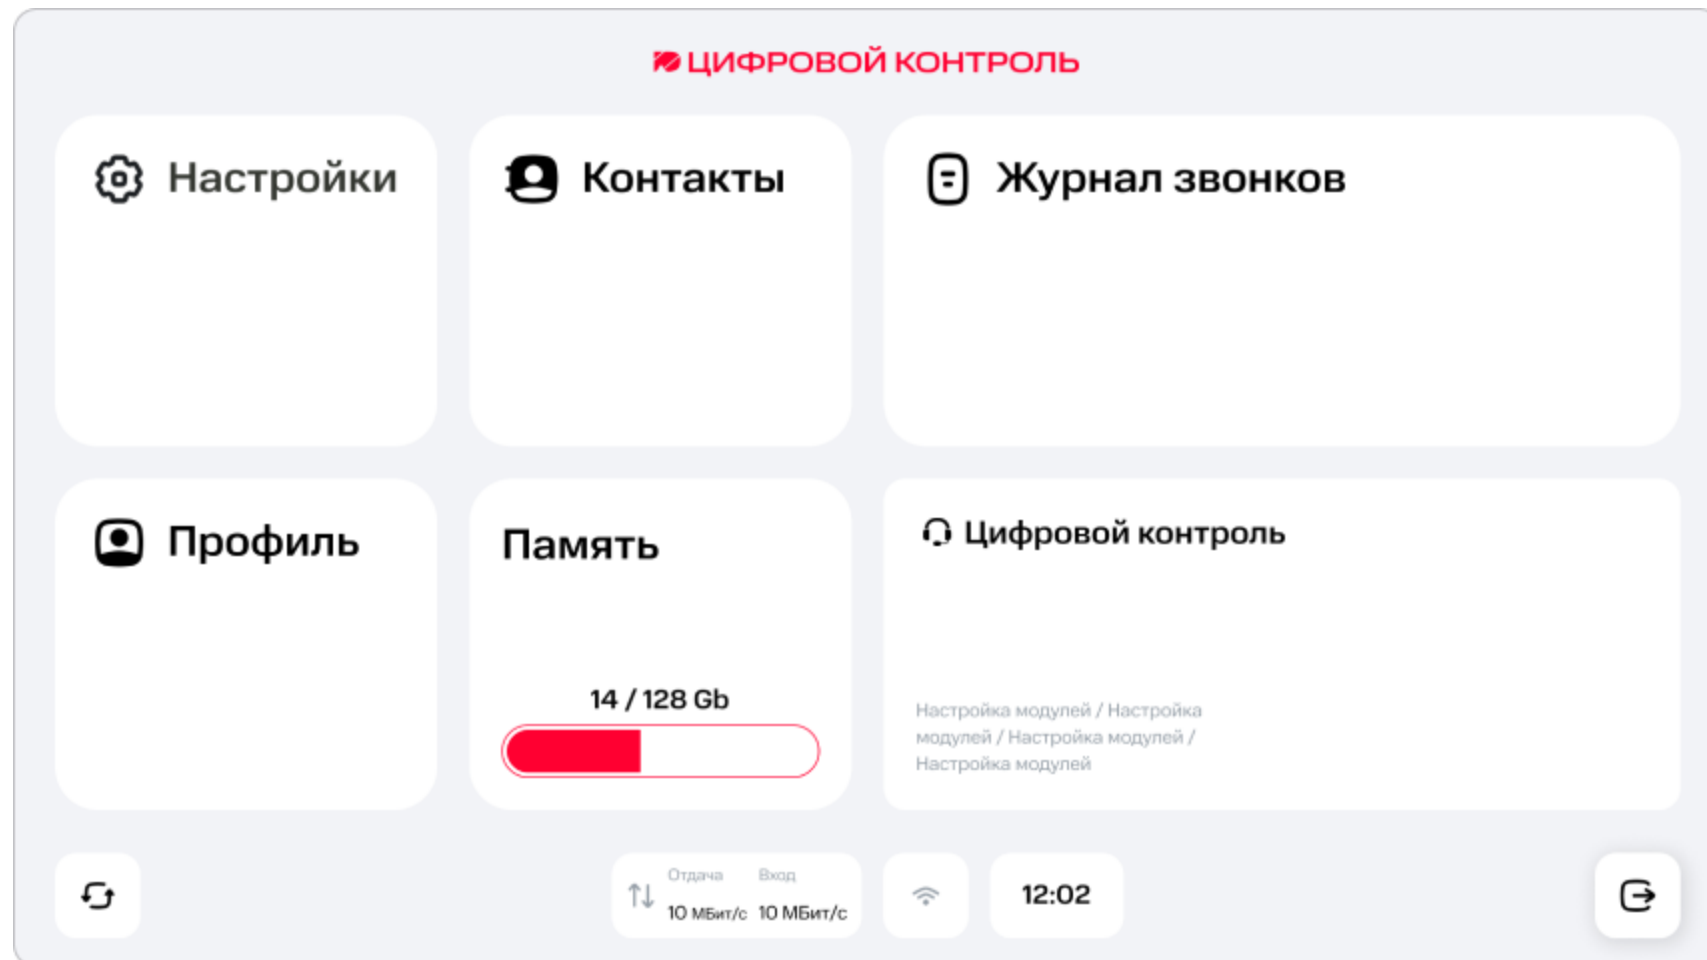 ЦИФРОВОЙ КОНТРОЛЬ
Настройки
Контакты
Журнал звонков
Профиль
Память
14 / 128 Gb
Цифровой контроль
Настройка модулей / Настройка
модулей / Настройка модулей /
Настройка модулей
Отдача Вход
10 МБит/с 10 МБит/с
12:02